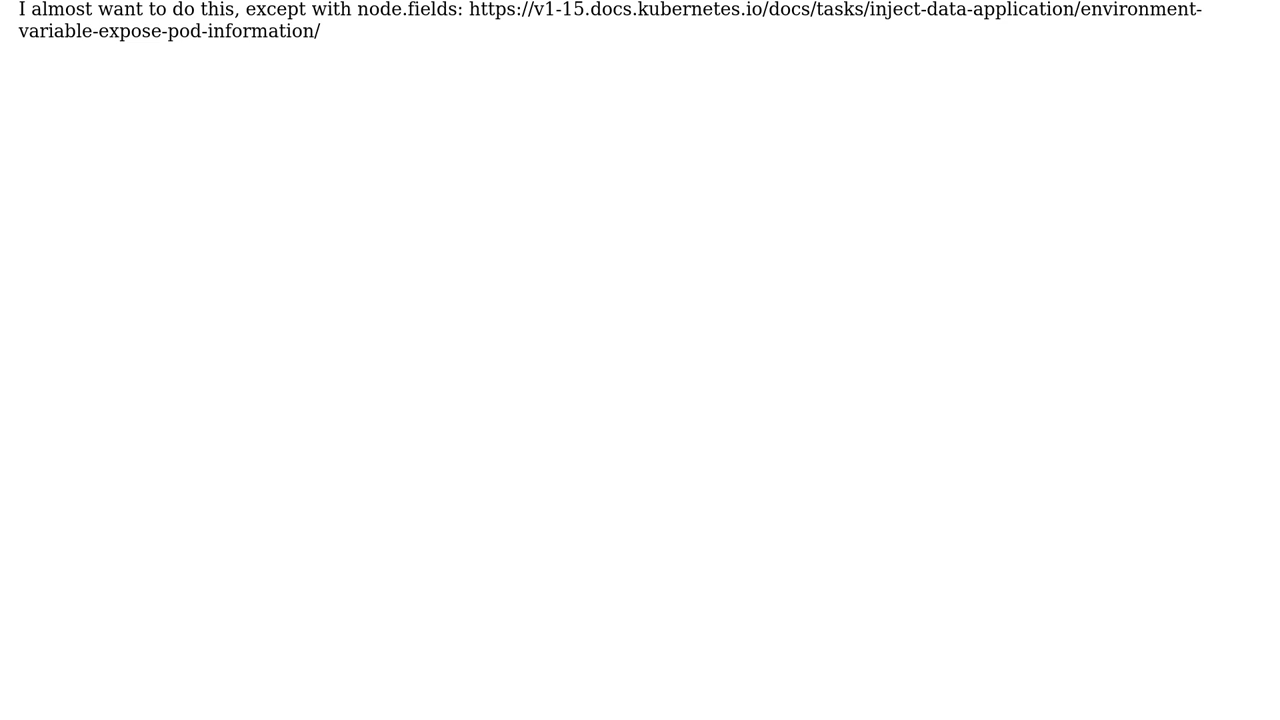 I almost want to do this, except with node.fields: https://v1-15.docs.kubernetes.io/docs/tasks/inject-data-application/environment-
variable-expose-pod-information/